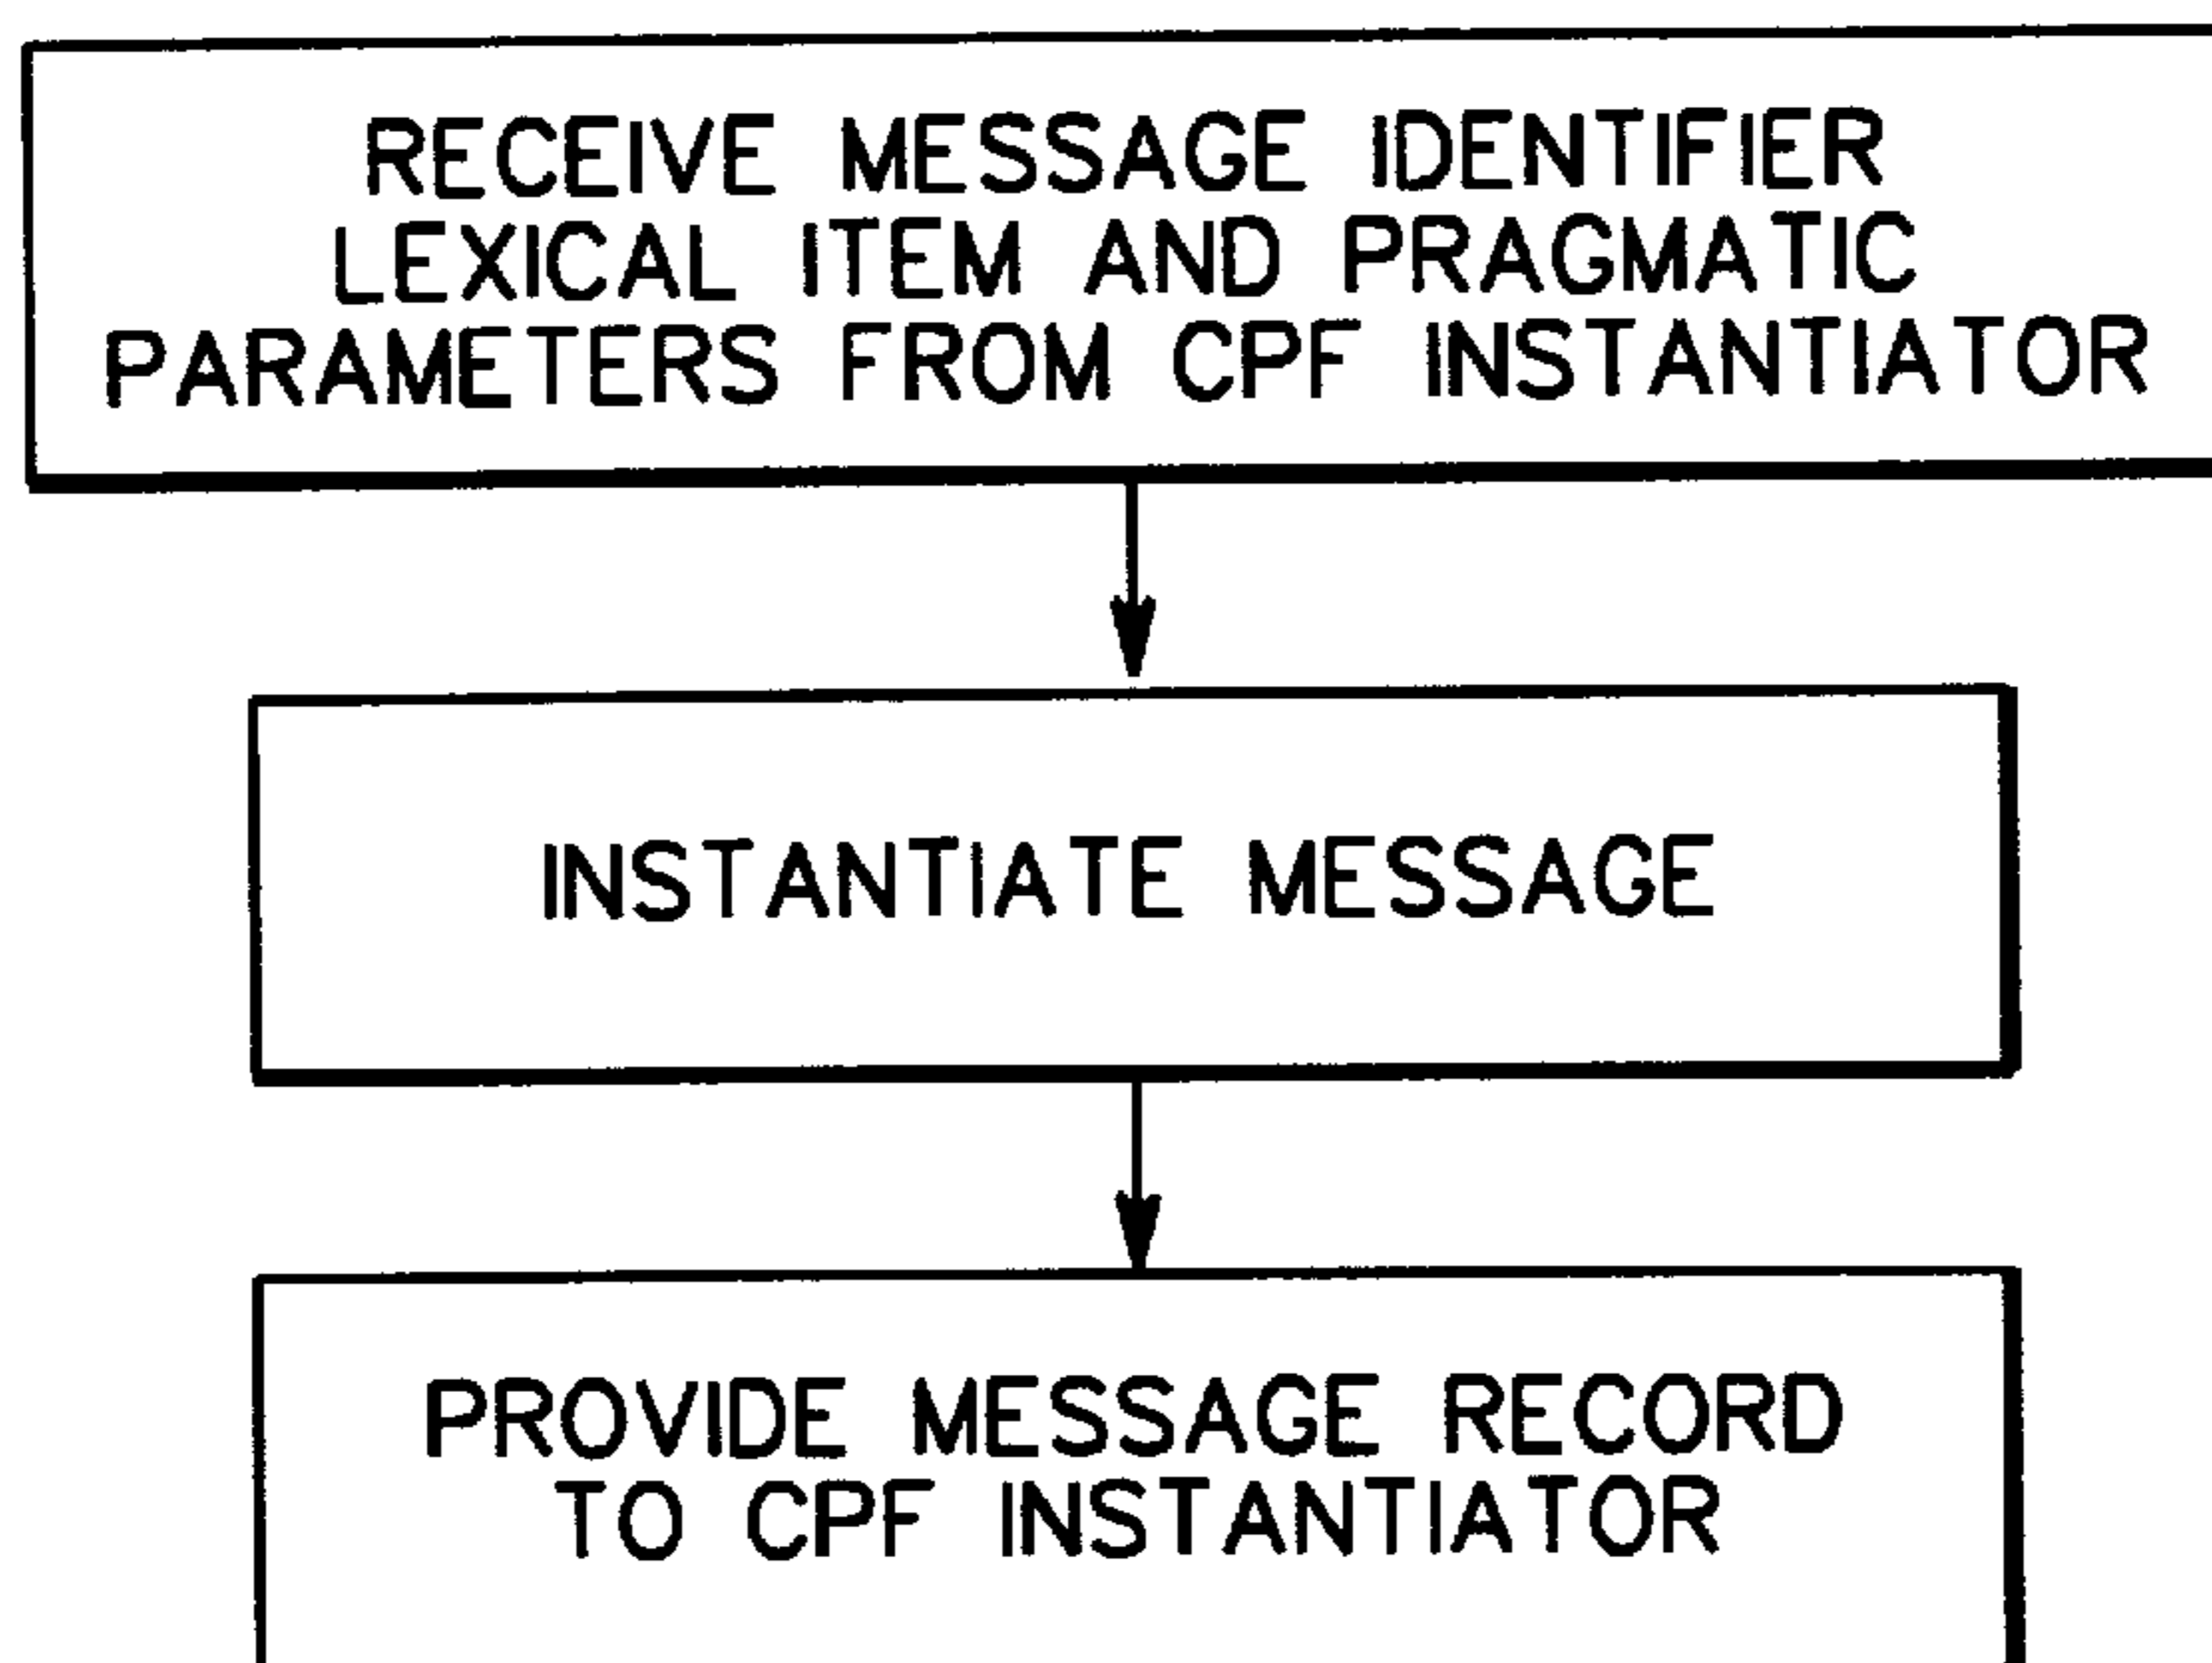 RECEIVE MESSAGE IDENTIFIER
LEXICAL ITEM AND PRAGMATIC
PARAMETERS FROM CPF INSTANTIATOR
INSTANTIATE MESSAGE
PROVIDE MESSAGE RECORD
TO CPF INSTANTIATOR